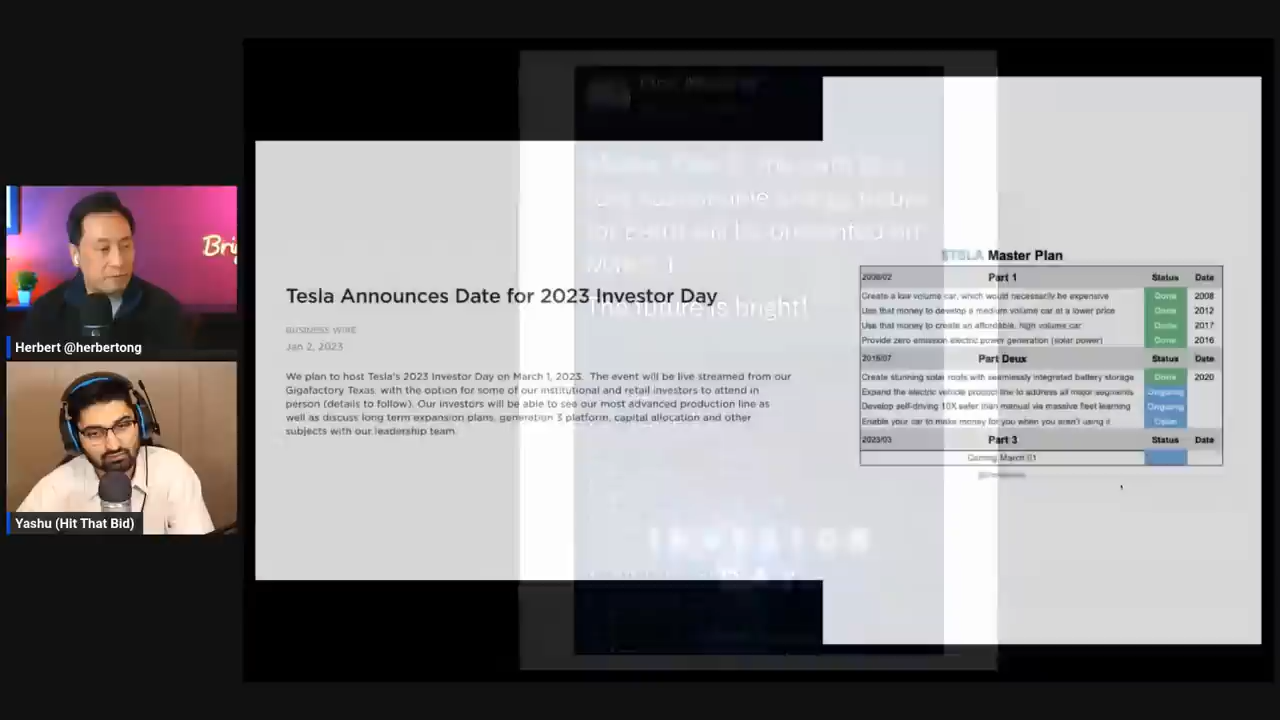 Bri
Herbert @herbertong
Yashu (Hit That Bid)
Tesla Announces Date for 2023 Investor Day
BUSINESS WIRE
Jan 2, 2023
We plan to host Tesla's 2023 Investor Day on March 1, 2023. The event will be live streamed from our
Gigafactory Texas, with the option for some of our institutional and retail investors to attend in
person (details to follow). Our investors will be able to see our most advanced production line as
well as discuss long term expansion plans, generation 3 platform, capital allocation and other
subjects with our leadership team.
The future is bright!
INVESTOR
DAY
$TSLA Master Plan
2006/02 Part 1 Status Date
Create a low volume car, which would necessarily be expensive Done 2008
Use that money to develop a medium volume car at a lower price Done 2012
Use that money to create an affordable, high volume car Done 2017
Provide zero emission electric power generation (solar power) Done 2016
Part Deux Status Date
Create stunning solar roofs with seamlessly integrated battery storage Done 2020
Expand the electric vehicle product line to address all major segments Ongoing
Develop self-driving 10X safer than manual via massive fleet learning Ongoing
Enable your car to make money for you when you aren't using it
2023/03 Part 3 Status Date
Coming March 01